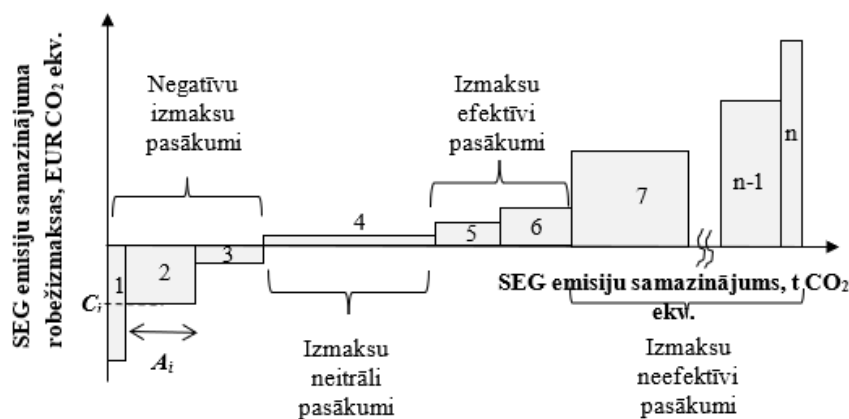 SEG emisiju samazinājuma
robežizmaksas, EUR CO₂ ekv.
Negatīvu
izmaksu
pasākumi
Izmaksu
efektīvi
pasākumi
1
2
3
4
5
6
7
n-1
n
Cᵢ
Aᵢ
SEG emisiju samazinājums, t CO₂
ekv.
Izmaksu
neitrāli
pasākumi
Izmaksu
neefektīvi
pasākumi